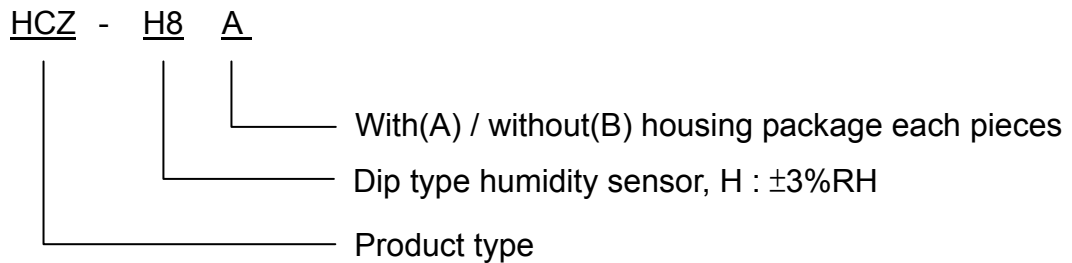 HCZ - H8 A
With(A) / without(B) housing package each pieces
Dip type humidity sensor, H : ±3%RH
Product type